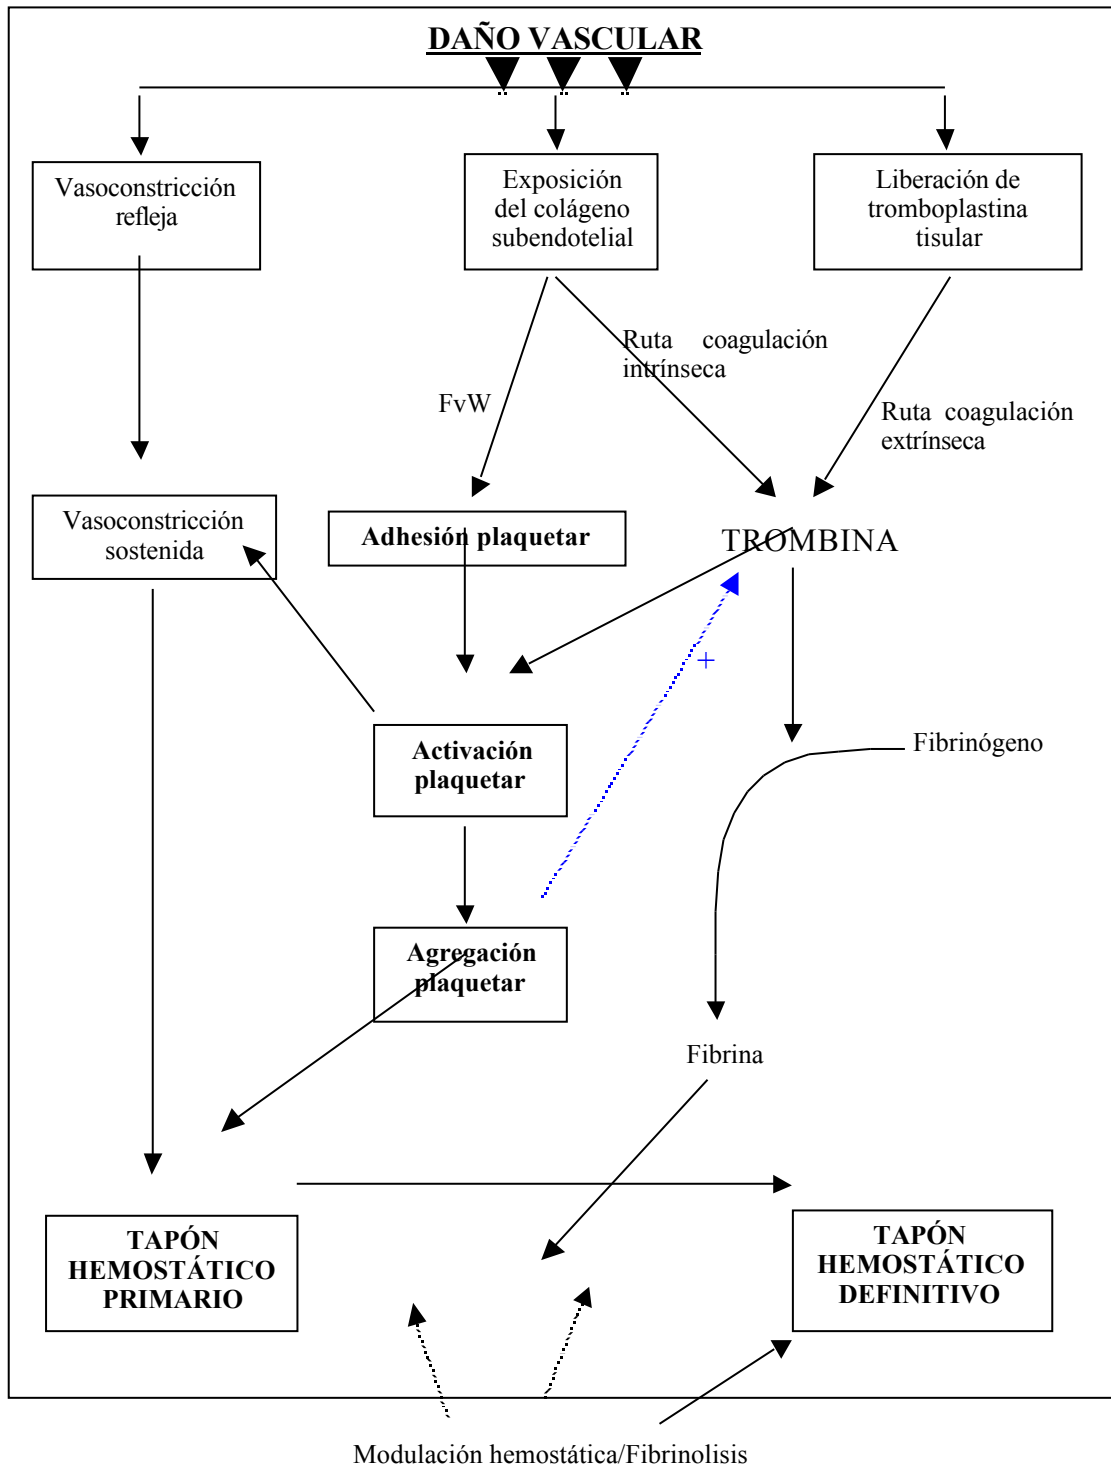 DAÑO VASCULAR
Vasoconstricción
refleja
Exposición
del colágeno
subendotelial
Liberación de
tromboplastina
tisular
Ruta coagulación
intrínseca
FvW
Ruta coagulación
extrínseca
Vasoconstricción
sostenida
Adhesión plaquetar
TROMBINA
+
Activación
plaquetar
Fibrinógeno
Agregación
plaquetar
Fibrina
TAPÓN
HEMOSTÁTICO
PRIMARIO
TAPÓN
HEMOSTÁTICO
DEFINITIVO
Modulación hemostática/Fibrinolisis